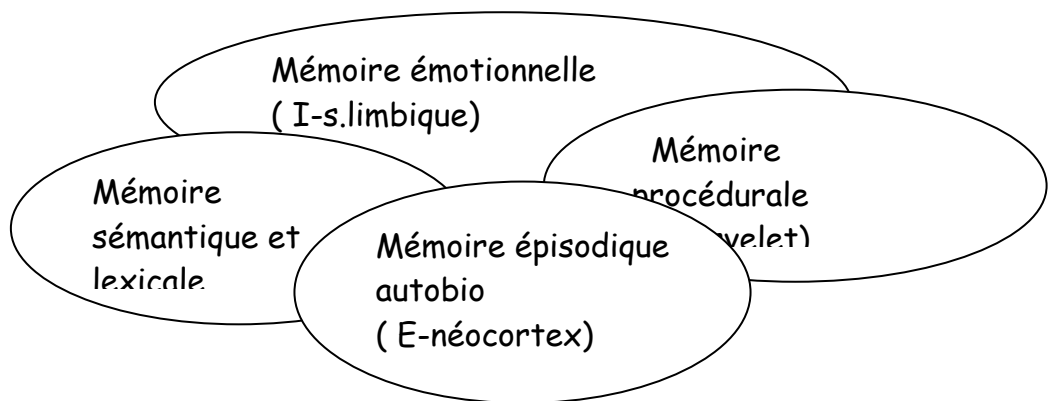 Mémoire émotionnelle
( I-s.limbique)
Mémoire
procédurale
Mémoire
sémantique et
lexicale
Mémoire épisodique
autobio
( E-néocortex)